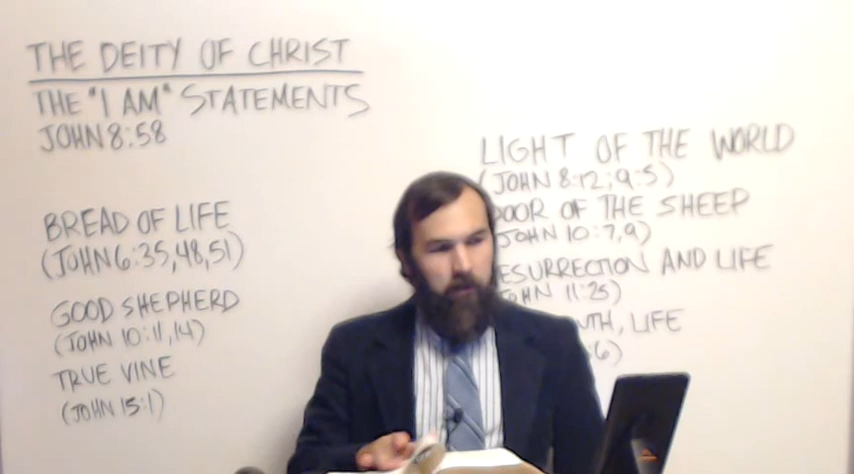 THE DEITY OF CHRIST
THE "I AM" STATEMENTS
JOHN 8:58
BREAD OF LIFE
(JOHN 6:35,48,51)
GOOD SHEPHERD
(JOHN 10:11,14)
TRUE VINE
(JOHN 15:1)
LIGHT OF THE WORLD
(JOHN 8:12; 9:5)
OOR OF THE SHEEP
JOHN 10:7,9)
ESURRECTION AND LIFE
OHN 11:25)
TH, LIFE
:6)